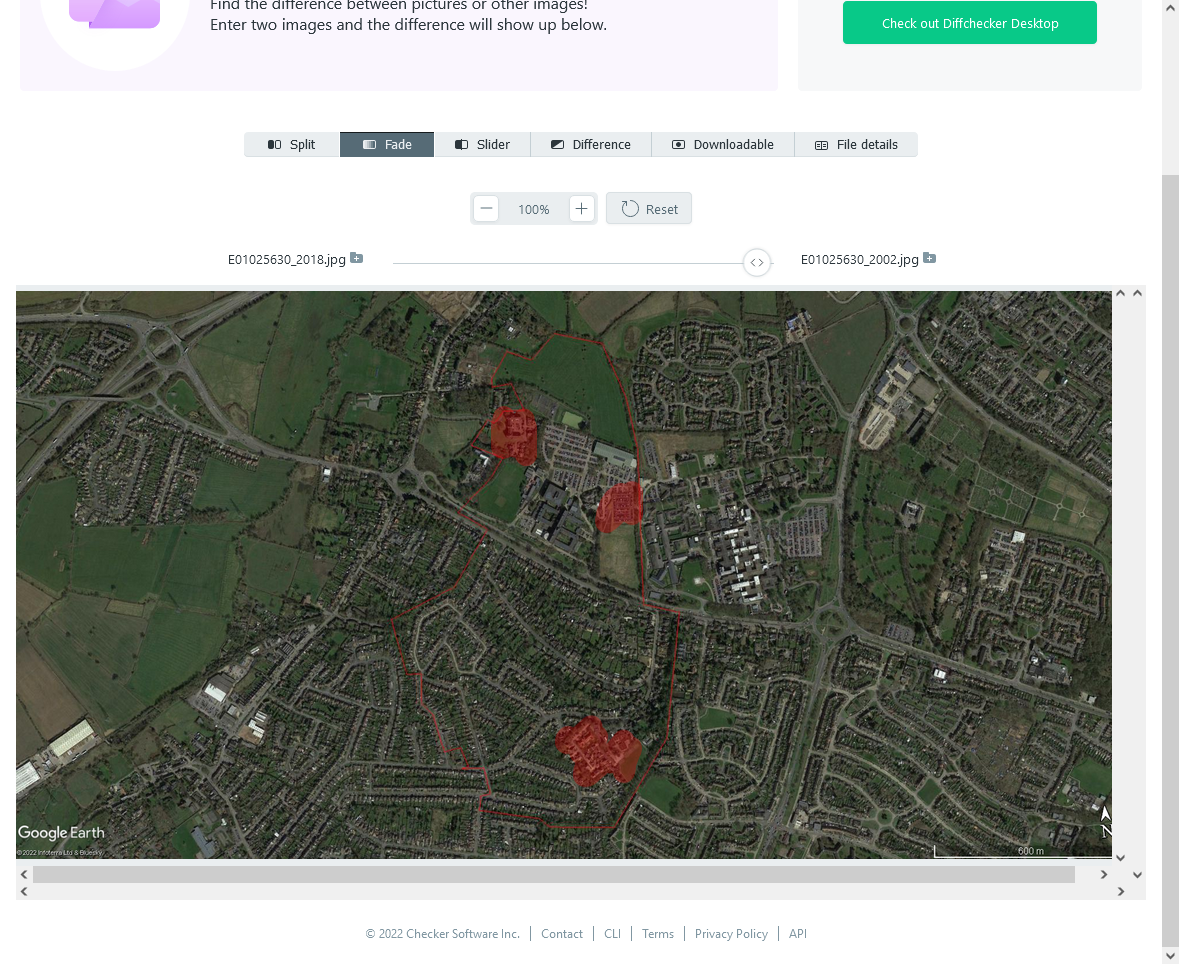 Find the difference between pictures or other images!
Enter two images and the difference will show up below.
Check out Diffchecker Desktop
Split
Fade
Slider
Difference
Downloadable
File details
100%
Reset
E01025630_2018.jpg
E01025630_2002.jpg
Google Earth
©2022 Infoterra Ltd & Bluesky
N
600 m
© 2022 Checker Software Inc.
Contact
CLI
Terms
Privacy Policy
API